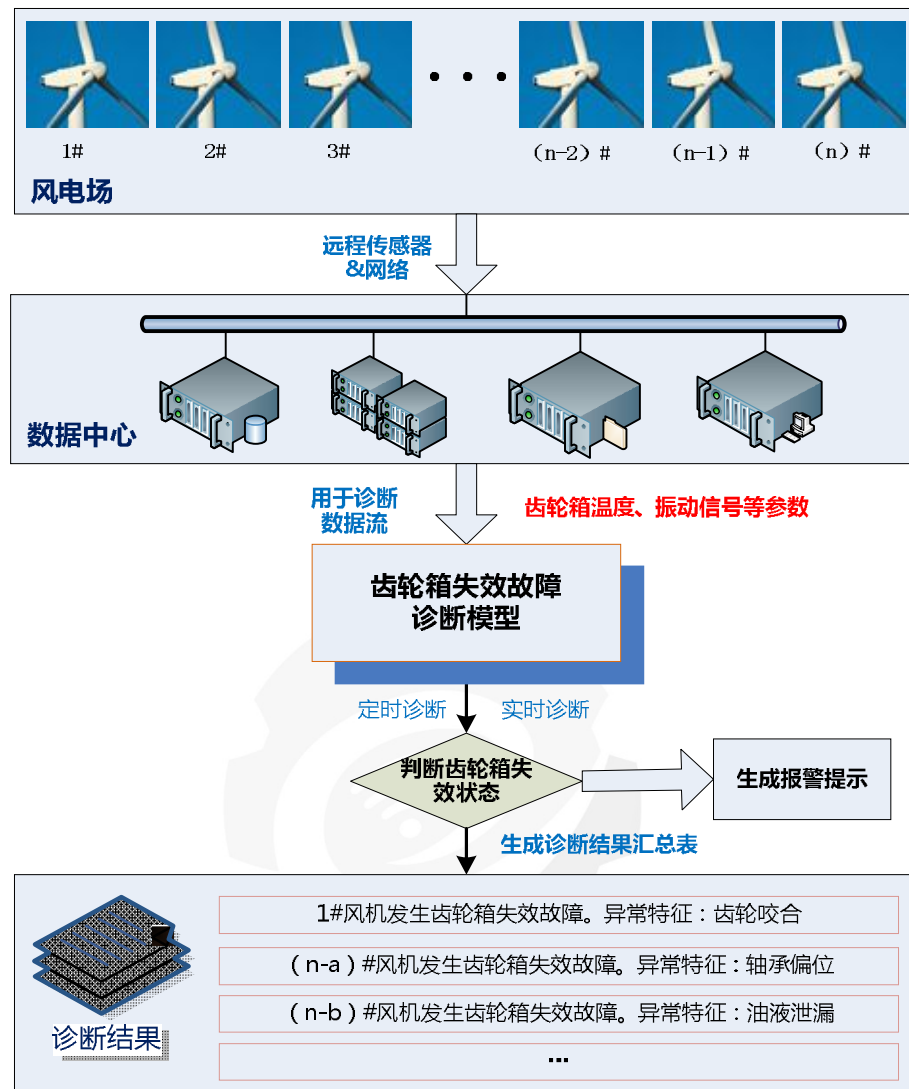 1#
2#
3#
(n-2) #
(n-1) #
(n) #
风电场
远程传感器
&网络
数据中心
用于诊断
数据流
齿轮箱温度、振动信号等参数
齿轮箱失效故障
诊断模型
定时诊断
实时诊断
判断齿轮箱失
效状态
生成报警提示
生成诊断结果汇总表
1#风机发生齿轮箱失效故障。异常特征:齿轮咬合
(n-a)#风机发生齿轮箱失效故障。异常特征:轴承偏位
(n-b)#风机发生齿轮箱失效故障。异常特征:油液泄漏
...
诊断结果